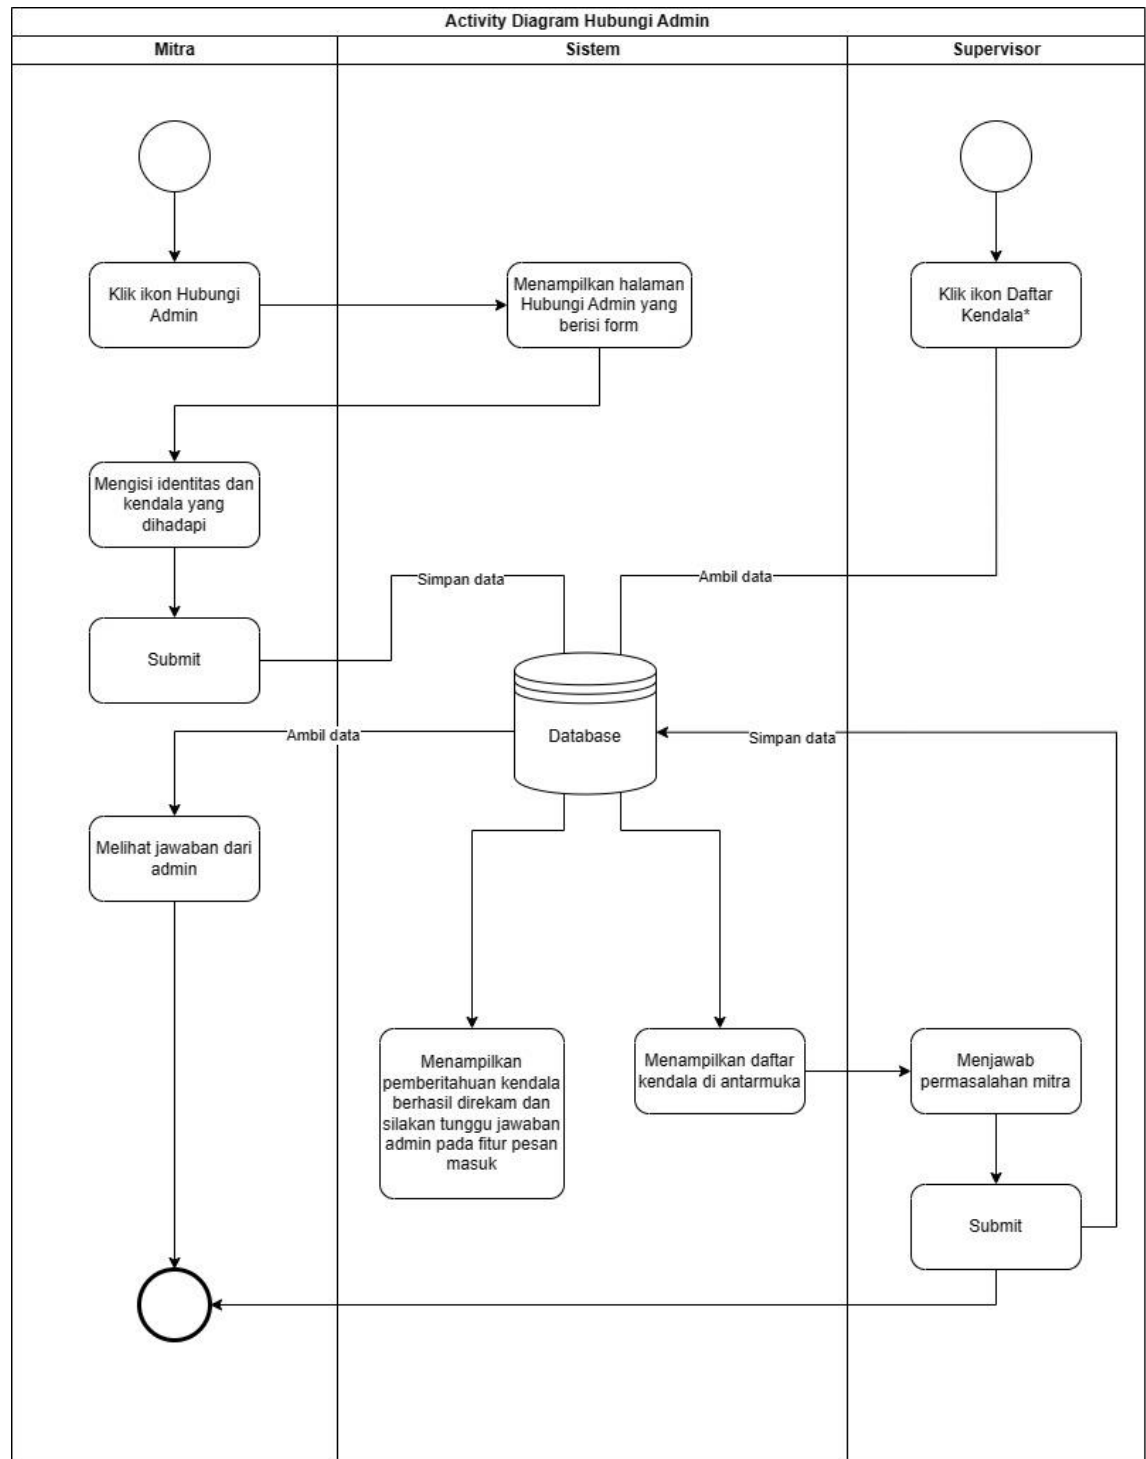 Activity Diagram Hubungi Admin
Mitra
Sistem
Supervisor
Klik ikon Hubungi
Admin
Menampilkan halaman
Hubungi Admin yang
berisi form
Klik ikon Daftar
Kendala*
Mengisi identitas dan
kendala yang
dihadapi
Simpan data
Ambil data
Submit
Ambil data
Database
Simpan data
Melihat jawaban dari
admin
Menampilkan
pemberitahuan kendala
berhasil direkam dan
silakan tunggu jawaban
admin pada fitur pesan
masuk
Menampilkan daftar
kendala di antarmuka
Menjawab
permasalahan mitra
Submit